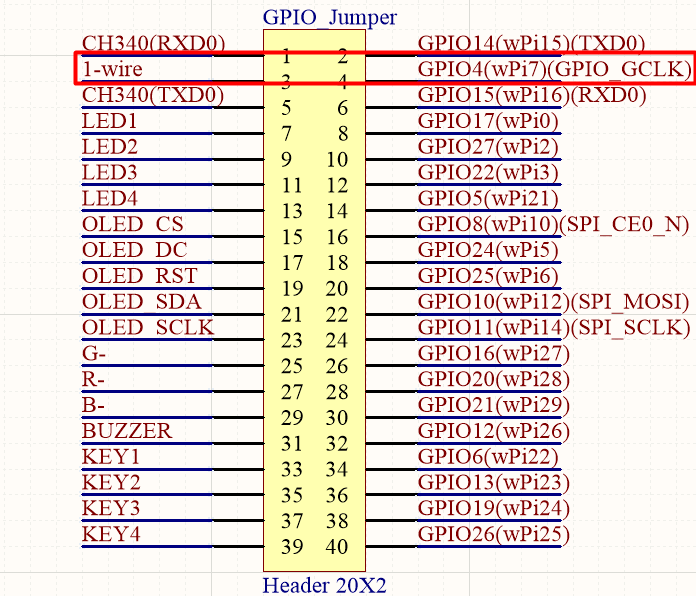 GPIO_Jumper
CH340(RXD0) 1 2 GPIO14(wPi15)(TXD0)
1-wire 3 4 GPIO4(wPi7)(GPIO_GCLK)
CH340(TXD0) 5 6 GPIO15(wPi16)(RXD0)
LED1 7 8 GPIO17(wPi0)
LED2 9 10 GPIO27(wPi2)
LED3 11 12 GPIO22(wPi3)
LED4 13 14 GPIO5(wPi21)
OLED_CS 15 16 GPIO8(wPi10)(SPI_CE0_N)
OLED_DC 17 18 GPIO24(wPi5)
OLED_RST 19 20 GPIO25(wPi6)
OLED_SDA 21 22 GPIO10(wPi12)(SPI_MOSI)
OLED_SCLK 23 24 GPIO11(wPi14)(SPI_SCLK)
G- 25 26 GPIO16(wPi27)
R- 27 28 GPIO20(wPi28)
B- 29 30 GPIO21(wPi29)
BUZZER 31 32 GPIO12(wPi26)
KEY1 33 34 GPIO6(wPi22)
KEY2 35 36 GPIO13(wPi23)
KEY3 37 38 GPIO19(wPi24)
KEY4 39 40 GPIO26(wPi25)
Header 20X2